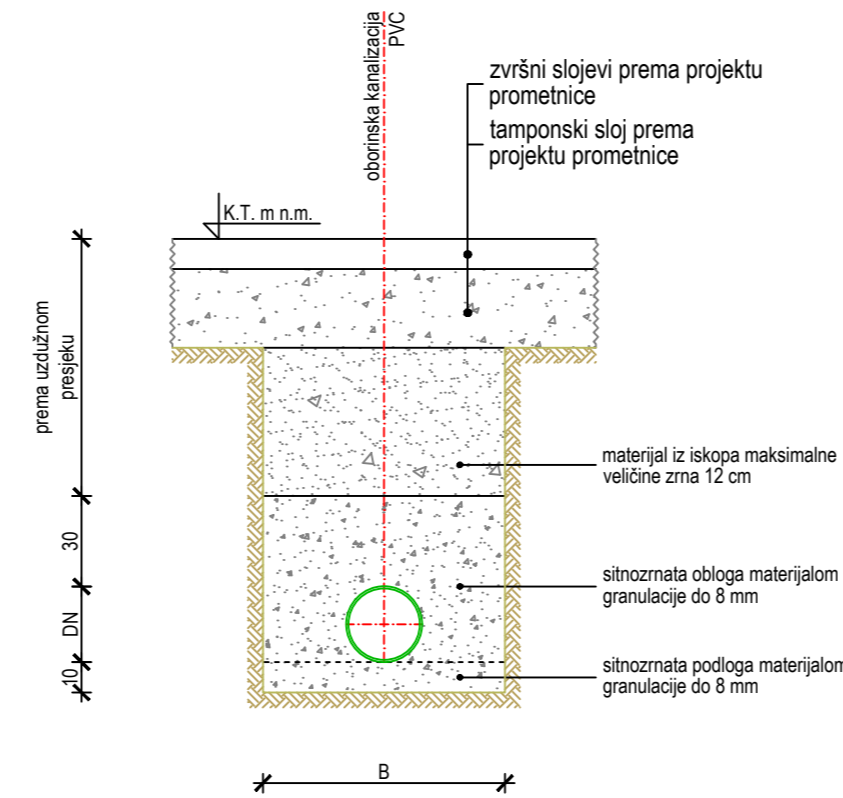 oborinska kanalizacija
PVC
zvršni slojevi prema projektu
prometnice
tamponski sloj prema
projektu prometnice
K.T. m n.m.
prema uzdužnom
presjeku
materijal iz iskopa maksimalne
veličine zrna 12 cm
30
sitnozrnata obloga materijalom
granulacije do 8 mm
DN
sitnozrnata podloga materijalom
granulacije do 8 mm
10
B